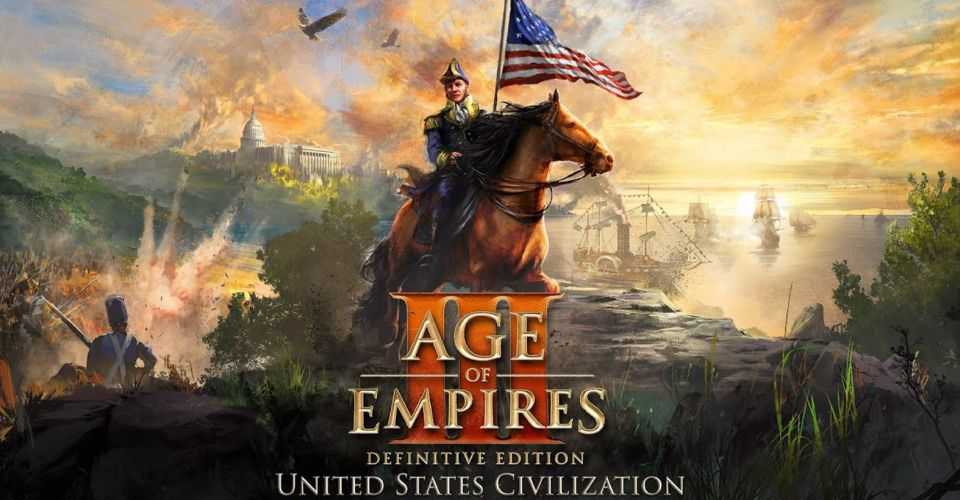 III
AGE
OF
EMPIRES
DEFINITIVE EDITION
UNITED STATES CIVILIZATION